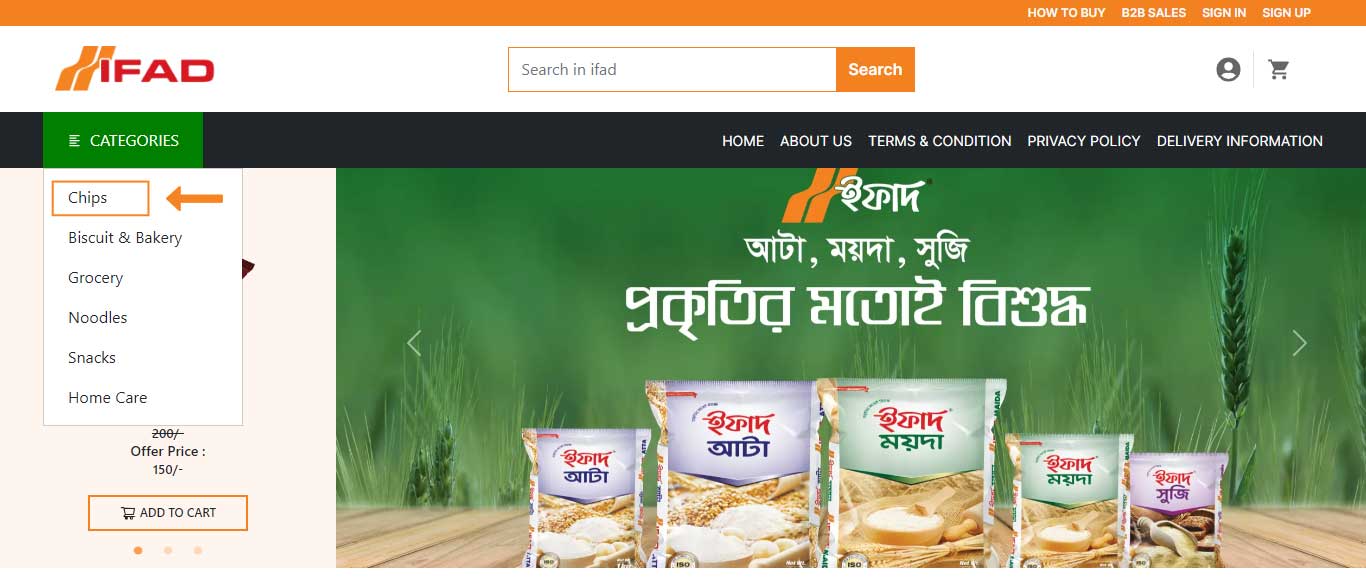 HOW TO BUY B2B SALES SIGN IN SIGN UP
IFAD
Search in ifad Search
CATEGORIES HOME ABOUT US TERMS & CONDITION PRIVACY POLICY DELIVERY INFORMATION
Chips
Biscuit & Bakery
Grocery
Noodles
Snacks
Home Care
200/-
Offer Price :
150/-
ADD TO CART
ইফাদ
আটা, ময়দা, সুজি
প্রকৃতির মতোই বিশুদ্ধ
ইফাদ
আটা
ইফাদ
আটা
ইফাদ
ময়দা
MAIDA
ইফাদ
ময়দা
ইফাদ
সুজি